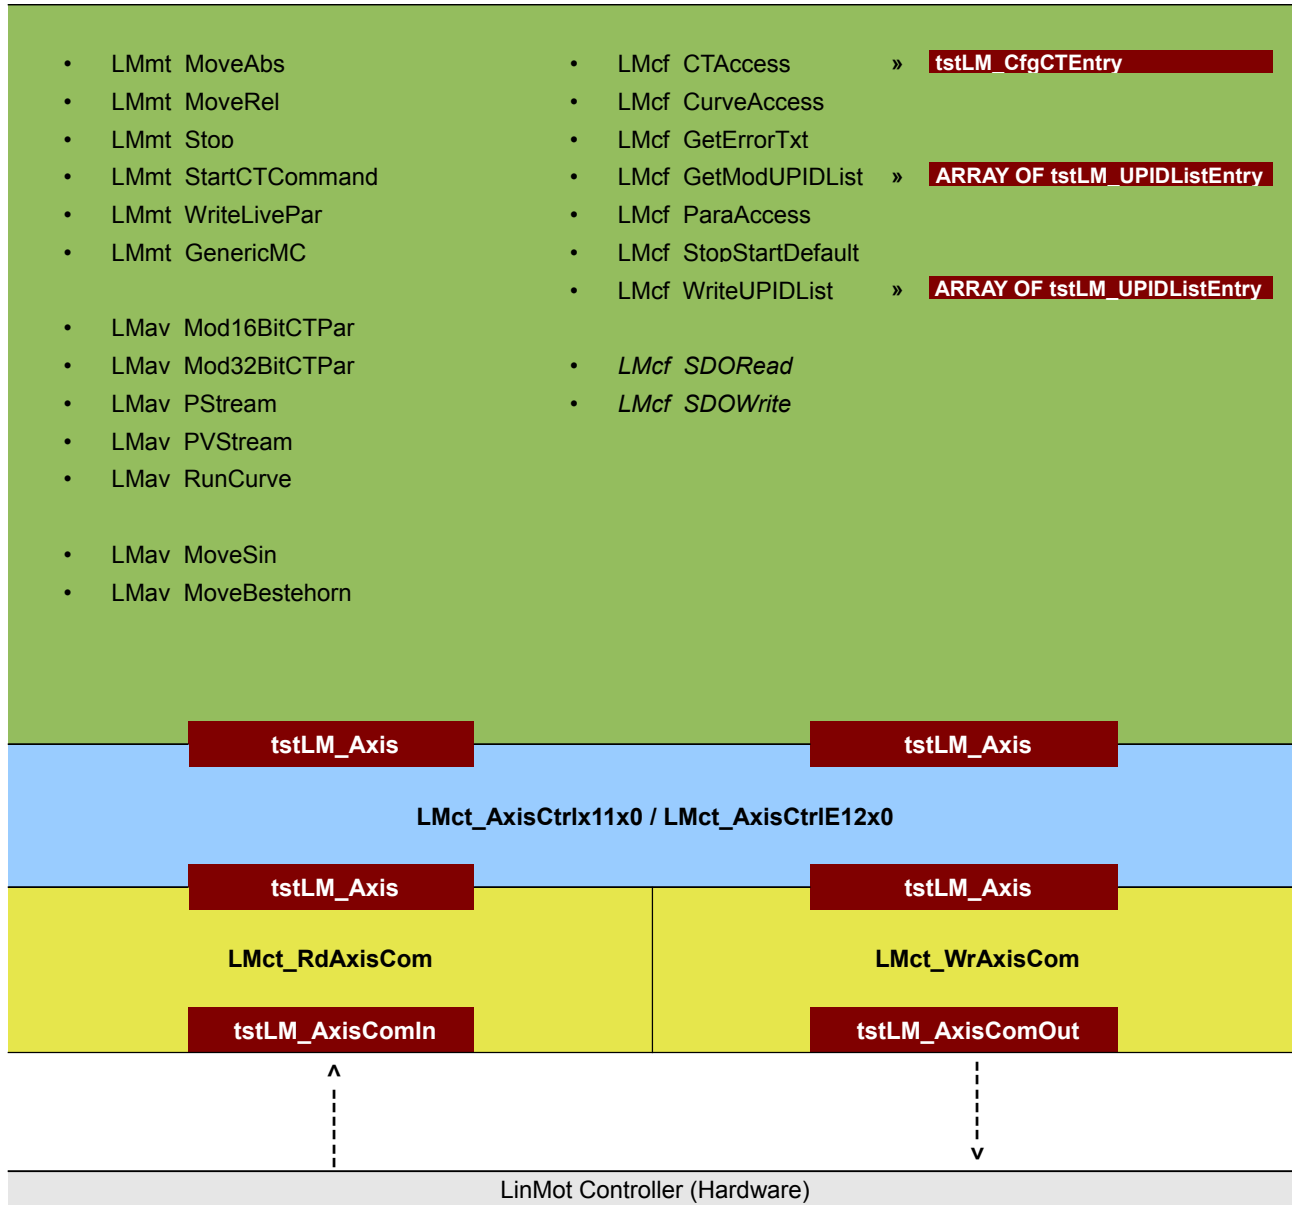 • LMmt MoveAbs
• LMmt MoveRel
• LMmt Stop
• LMmt StartCTCommand
• LMmt WriteLivePar
• LMmt GenericMC
• LMav Mod16BitCTPar
• LMav Mod32BitCTPar
• LMav PStream
• LMav PVStream
• LMav RunCurve
• LMav MoveSin
• LMav MoveBestehorn
• LMcf CTAccess » tstLM_CfgCTEntry
• LMcf CurveAccess
• LMcf GetErrorTxt
• LMcf GetModUPIDList » ARRAY OF tstLM_UPIDListEntry
• LMcf ParaAccess
• LMcf StopStartDefault
• LMcf WriteUPIDList » ARRAY OF tstLM_UPIDListEntry
• LMcf SDORead
• LMcf SDOWrite
tstLM_Axis tstLM_Axis
LMct_AxisCtrlx11x0 / LMct_AxisCtrlE12x0
tstLM_Axis tstLM_Axis
LMct_RdAxisCom LMct_WrAxisCom
tstLM_AxisComIn tstLM_AxisComOut
LinMot Controller (Hardware)